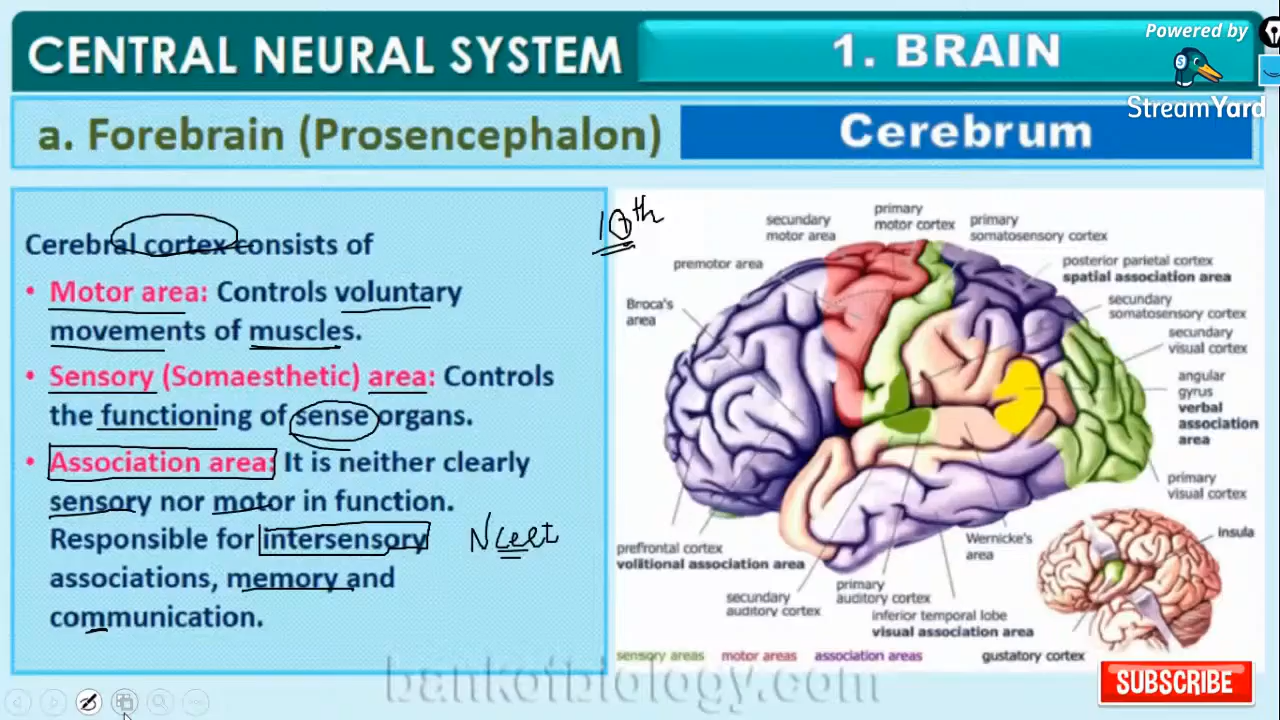 CENTRAL NEURAL SYSTEM
1. BRAIN
Powered by
StreamYard
a. Forebrain (Prosencephalon)
Cerebrum
Cerebral cortex consists of
• Motor area: Controls voluntary
movements of muscles.
• Sensory (Somaesthetic) area: Controls
the functioning of sense organs.
• Association area: It is neither clearly
sensory nor motor in function.
Responsible for intersensory
associations, memory and
communication.
Ncert
10th
secundary
motor area
primary
motor cortex
primary
somatosensory cortex
premotor area
posterior parietal cortex
spatial association area
Broca's
area
secundary
somatosensory cortex
secundary
visual cortex
angular
gyrus
verbal
association
area
primary
visual cortex
insula
Wernicke's
area
prefrontal cortex
volitional association area
primary
auditory cortex
secundary
auditory cortex
inferior temporal lobe
visual association area
sensory areas motor areas association areas gustatory cortex
bankofbiology.com
SUBSCRIBE